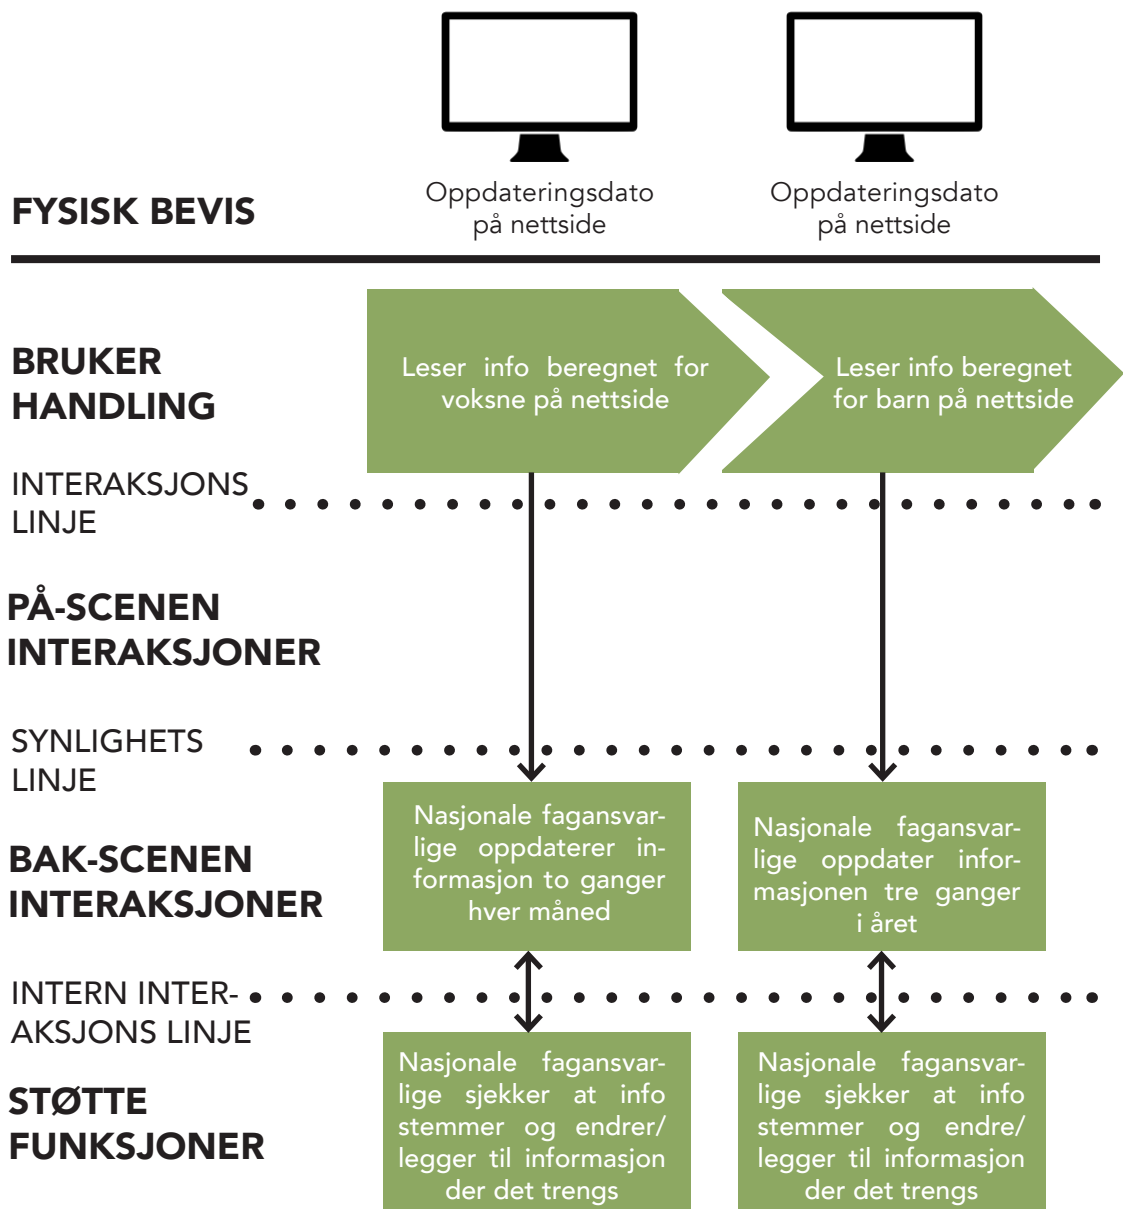 Oppdateringsdato
på nettside
Oppdateringsdato
på nettside
FYSISK BEVIS
BRUKER
HANDLING
Leser info beregnet for
voksne på nettside
Leser info beregnet
for barn på nettside
INTERAKSJONS
LINJE
PÅ-SCENEN
INTERAKSJONER
SYNLIGHETS
LINJE
BAK-SCENEN
INTERAKSJONER
Nasjonale fagansvar-
lige oppdaterer in-
formasjon to ganger
hver måned
Nasjonale fagansvar-
lige oppdater infor-
masjonen tre ganger
i året
INTERN INTER-
AKSJONS LINJE
STØTTE
FUNKSJONER
Nasjonale fagansvar-
lige sjekker at info
stemmer og endrer/
legger til informasjon
der det trengs
Nasjonale fagansvar-
lige sjekker at info
stemmer og endre/
legger til informasjon
der det trengs